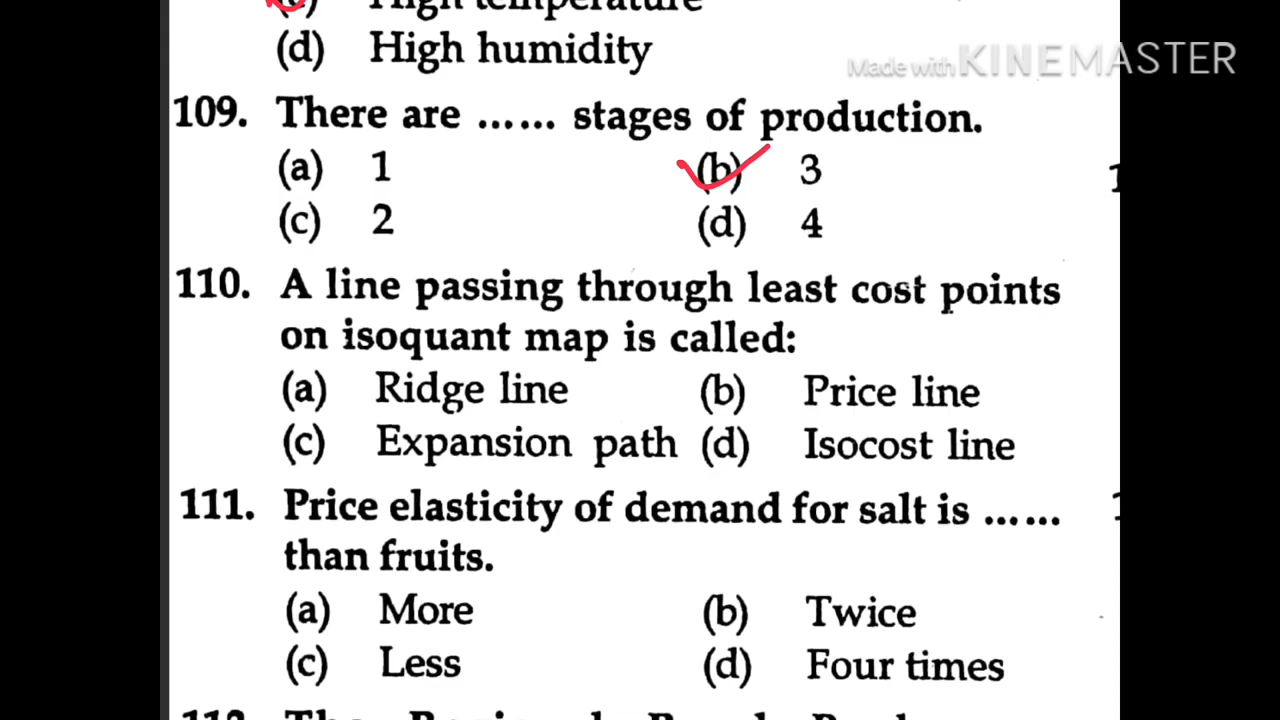 High temperature
(d) High humidity
Made with KINEMASTER
109. There are ...... stages of production.
(a) 1 (b) 3
(c) 2 (d) 4
110. A line passing through least cost points
on isoquant map is called:
(a) Ridge line (b) Price line
(c) Expansion path (d) Isocost line
111. Price elasticity of demand for salt is ......
than fruits.
(a) More (b) Twice
(c) Less (d) Four times